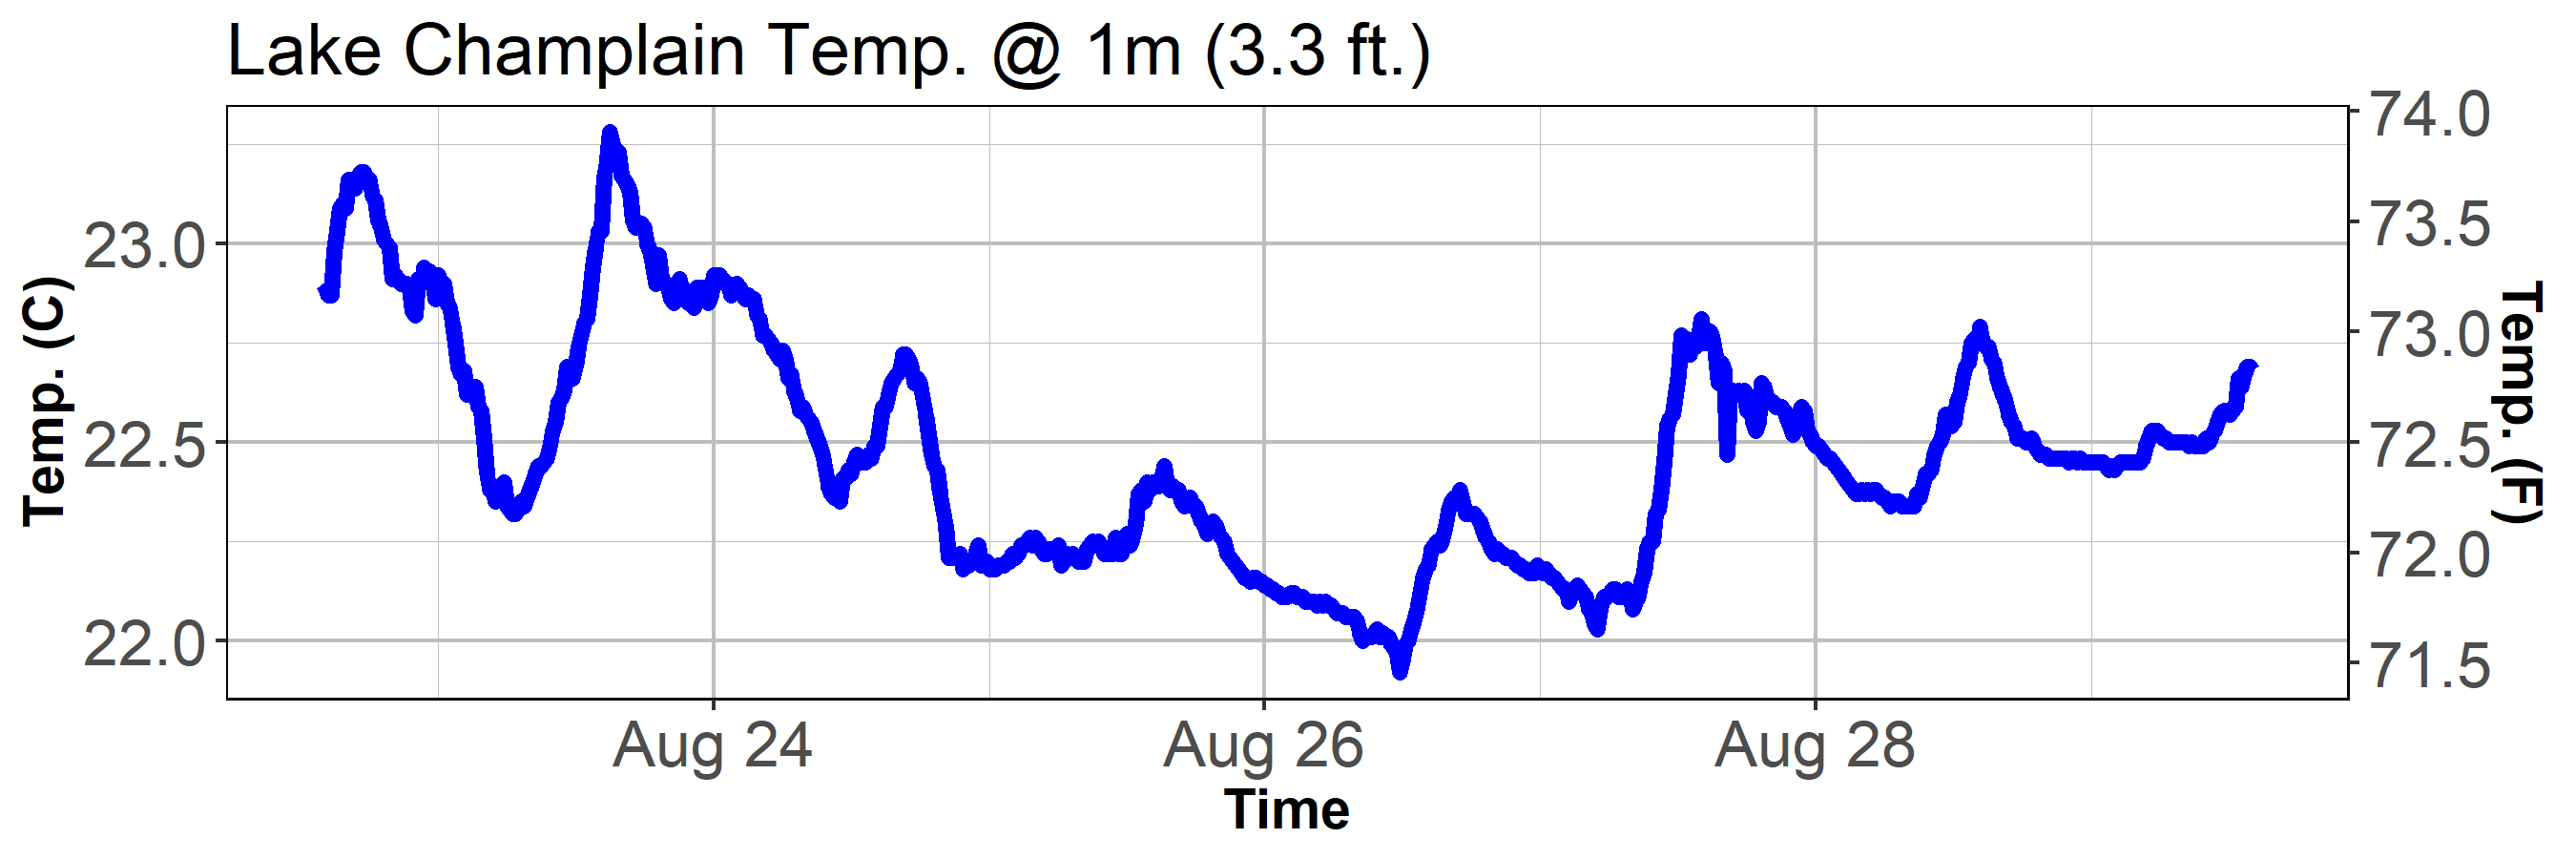 Lake Champlain Temp. @ 1m (3.3 ft.)
Temp. (C)
23.0
22.5
22.0
74.0
73.5
73.0
72.5
72.0
71.5
Temp. (F)
Aug 24
Aug 26
Aug 28
Time